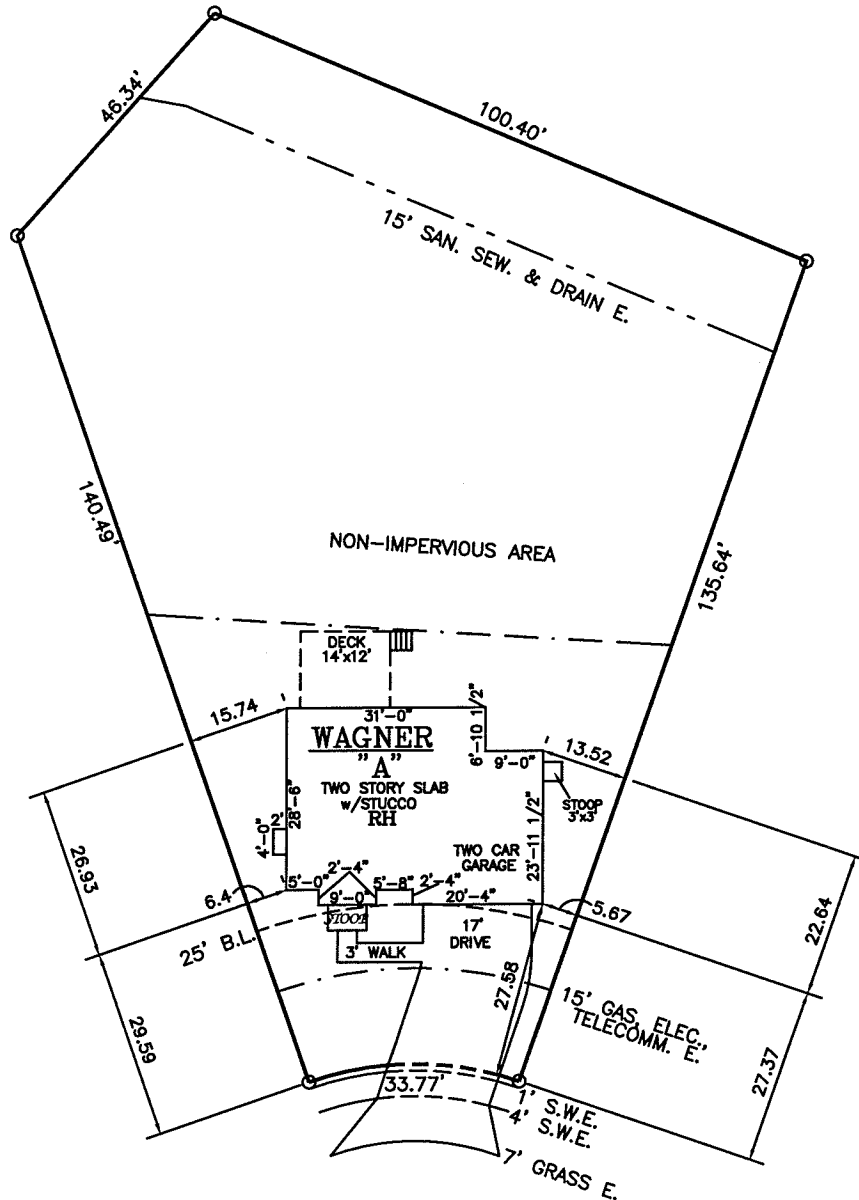 46.34'
100.40'
15' SAN. SEW. & DRAIN E.
140.49'
NON-IMPERVIOUS AREA
135.64'
DECK
14'x12'
15.74'
31'-0"
6'-10 1/2"
WAGNER
"A"
TWO STORY SLAB
w/STUCCO
RH
9'-0"
13.52'
STOOP
3'x3'
28'-6"
2'
4'-0"
23'-11 1/2"
TWO CAR
GARAGE
26.93
6.4'
5'-0"
2'-4"
9'-0"
5'-8"
2'-4"
20'-4"
5.67
22.64
STOOP
25' B.L.
3' WALK
17'
DRIVE
27.58
15' GAS, ELEC.,
TELECOMM. E.
29.59
27.37
33.77'
1' S.W.E.
4' S.W.E.
7' GRASS E.